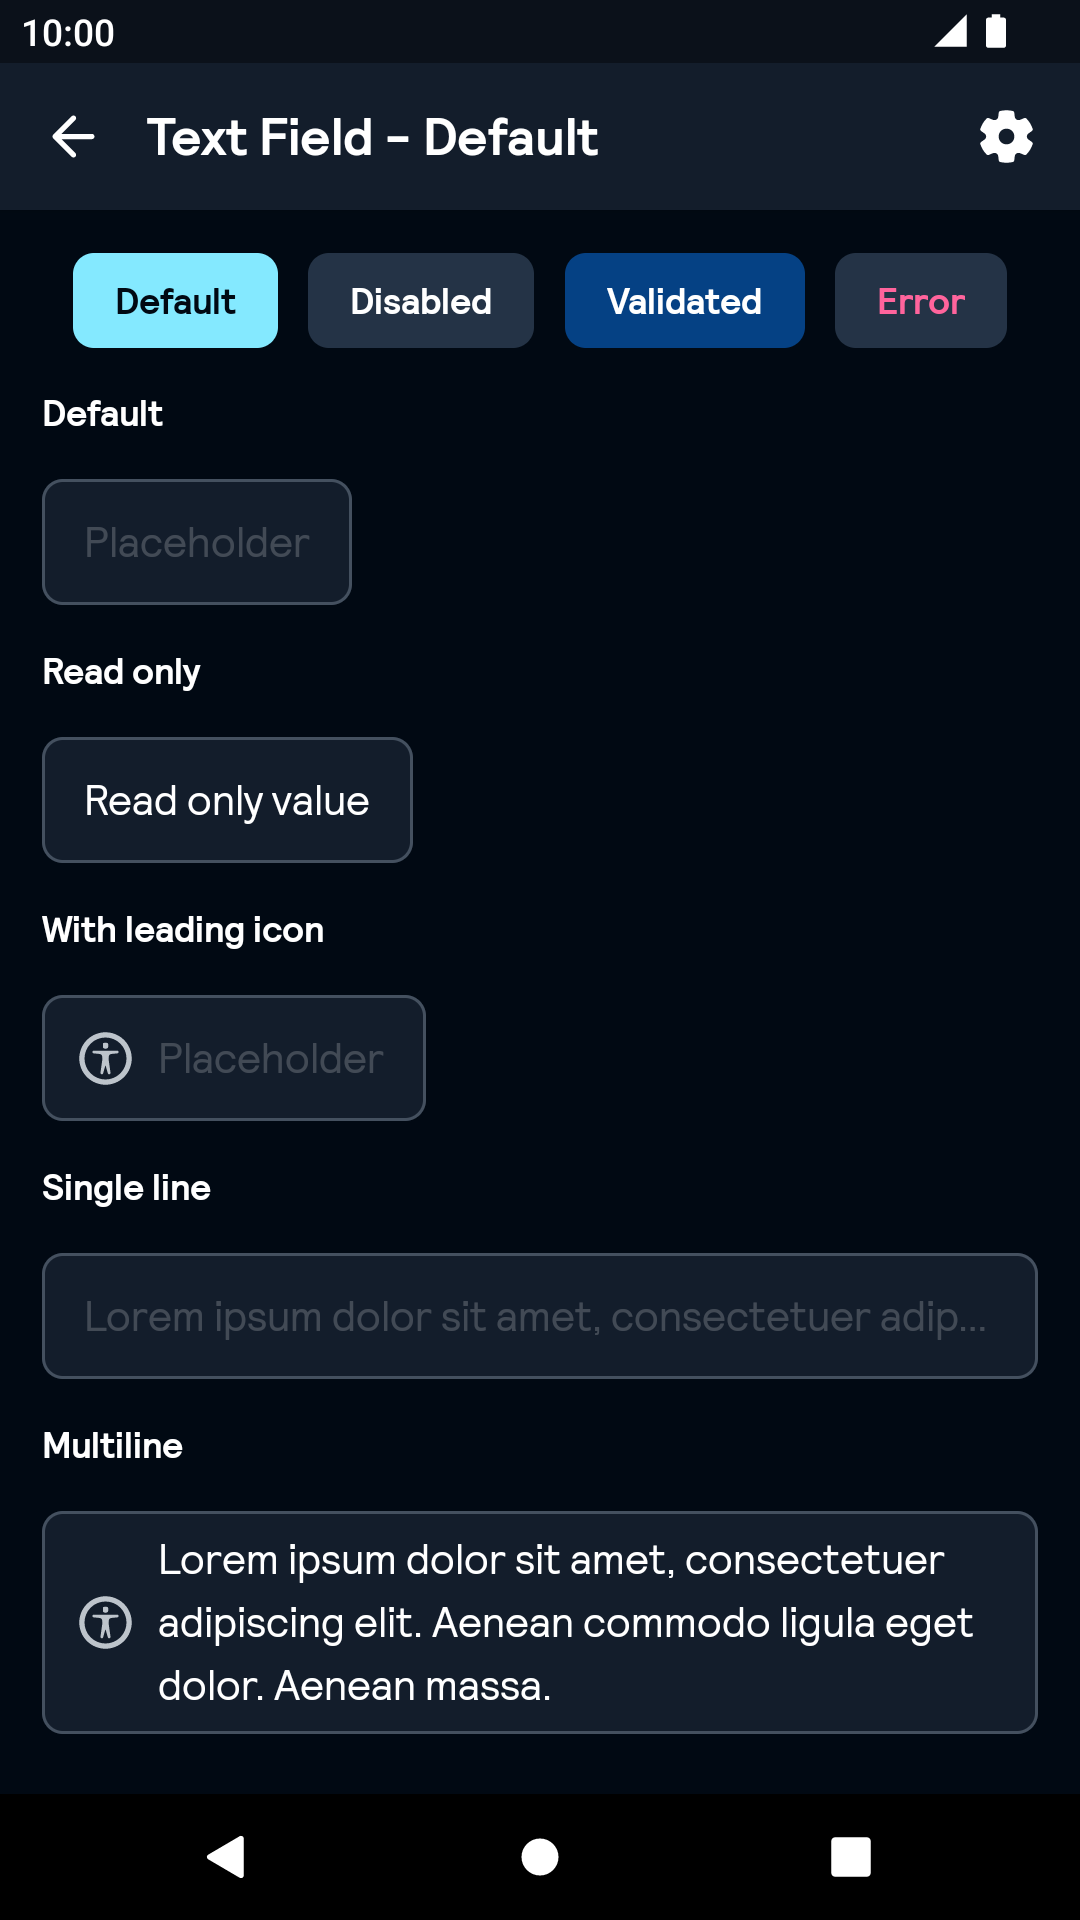 10:00
Text Field - Default
Default Disabled Validated Error
Default
Placeholder
Read only
Read only value
With leading icon
Placeholder
Single line
Lorem ipsum dolor sit amet, consectetuer adip...
Multiline
Lorem ipsum dolor sit amet, consectetuer
adipiscing elit. Aenean commodo ligula eget
dolor. Aenean massa.